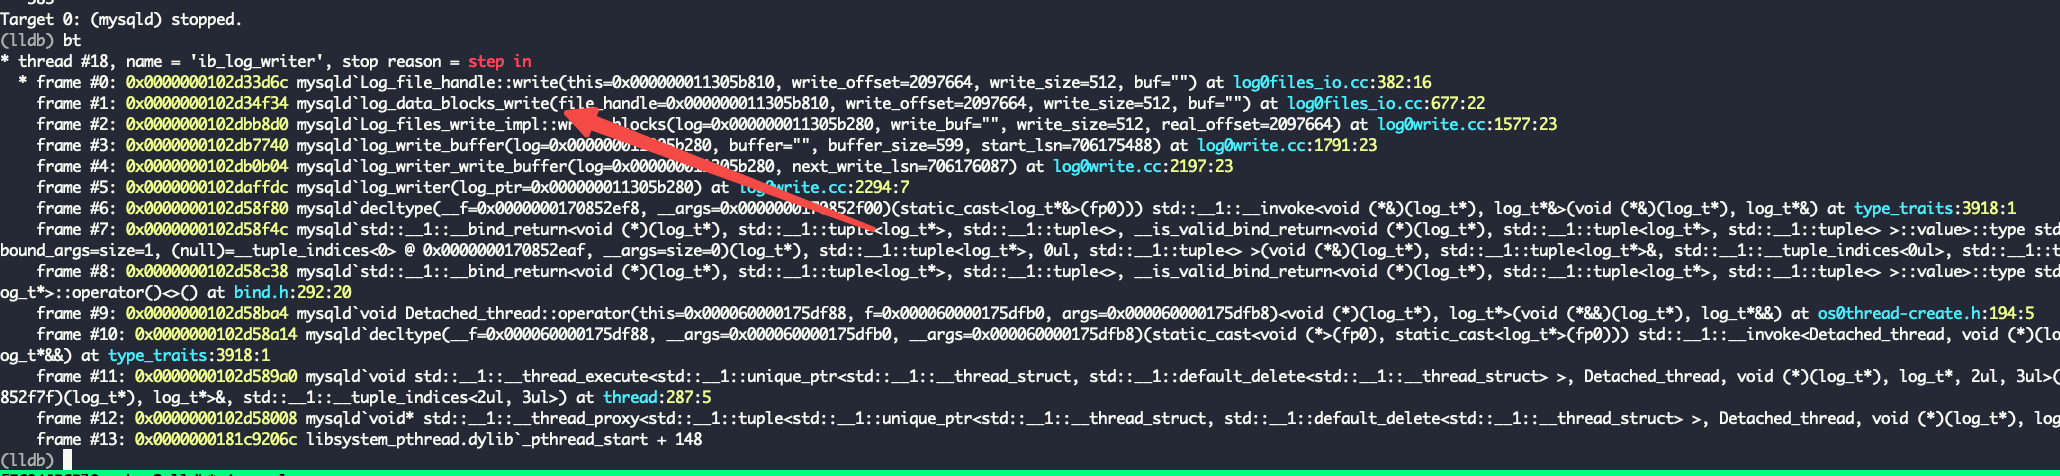 Target 0: (mysqld) stopped.
(lldb) bt
* thread #18, name = 'ib_log_writer', stop reason = step in
  * frame #0: 0x0000000102d33d6c mysqld`Log_file_handle::write(this=0x000000011305b810, write_offset=2097664, write_size=512, buf="") at log0files_io.cc:382:16
    frame #1: 0x0000000102d34f34 mysqld`log_data_blocks_write(file_handle=0x000000011305b810, write_offset=2097664, write_size=512, buf="") at log0files_io.cc:677:22
    frame #2: 0x0000000102dbb8d0 mysqld`Log_files_write_impl::wr blocks(log=0x000000011305b280, write_buf="", write_size=512, real_offset=2097664) at log0write.cc:1577:23
    frame #3: 0x0000000102db7740 mysqld`log_write_buffer(log=0x000000011305b280, buffer="", buffer_size=599, start_lsn=706175488) at log0write.cc:1791:23
    frame #4: 0x0000000102db0b04 mysqld`log_writer_write_buffer(log=0x000000011305b280, next_write_lsn=706176087) at log0write.cc:2197:23
    frame #5: 0x0000000102daffdc mysqld`log_writer(log_ptr=0x000000011305b280) at log0write.cc:2294:7
    frame #6: 0x0000000102d58f80 mysqld`decltype(__f=0x0000000170852ef8, __args=0x0000000170852f00)(static_cast<log_t*&>(fp0))) std::__1::__invoke<void (*&)(log_t*), log_t*&>(void (*&)(log_t*), log_t*&) at type_traits:3918:1
    frame #7: 0x0000000102d58f4c mysqld`std::__1::__bind_return<void (*)(log_t*), std::__1::tuple<log_t*>, std::__1::tuple<>, __is_valid_bind_return<void (*)(log_t*), std::__1::tuple<log_t*>, std::__1::tuple<> >::value>::type std
bound_args=size=1, (null)=__tuple_indices<0> @ 0x0000000170852eaf, __args=size=0)(log_t*), std::__1::tuple<log_t*>, 0ul, std::__1::tuple<> >(void (*&)(log_t*), std::__1::tuple<log_t*>&, std::__1::__tuple_indices<0ul>, std::__1::t
    frame #8: 0x0000000102d58c38 mysqld`std::__1::__bind_return<void (*)(log_t*), std::__1::tuple<log_t*>, std::__1::tuple<>, __is_valid_bind_return<void (*)(log_t*), std::__1::tuple<log_t*>, std::__1::tuple<> >::value>::type std
og_t*>::operator()<>() at bind.h:292:20
    frame #9: 0x0000000102d58ba4 mysqld`void Detached_thread::operator(this=0x000060000175df88, f=0x000060000175dfb0, args=0x000060000175dfb8)<void (*)(log_t*), log_t*>(void (*&&)(log_t*), log_t*&&) at os0thread-create.h:194:5
    frame #10: 0x0000000102d58a14 mysqld`decltype(__f=0x000060000175df88, __args=0x000060000175dfb0, __args=0x000060000175dfb8)(static_cast<void (*>(fp0), static_cast<log_t*>(fp0))) std::__1::__invoke<Detached_thread, void (*)(lo
og_t*&&) at type_traits:3918:1
    frame #11: 0x0000000102d589a0 mysqld`void std::__1::__thread_execute<std::__1::unique_ptr<std::__1::__thread_struct, std::__1::default_delete<std::__1::__thread_struct> >, Detached_thread, void (*)(log_t*), log_t*, 2ul, 3ul>(
852f7f)(log_t*), log_t*>&, std::__1::__tuple_indices<2ul, 3ul>) at thread:287:5
    frame #12: 0x0000000102d58008 mysqld`void* std::__1::__thread_proxy<std::__1::tuple<std::__1::unique_ptr<std::__1::__thread_struct, std::__1::default_delete<std::__1::__thread_struct> >, Detached_thread, void (*)(log_t*), log
    frame #13: 0x0000000181c9206c libsystem_pthread.dylib`_pthread_start + 148
(lldb)